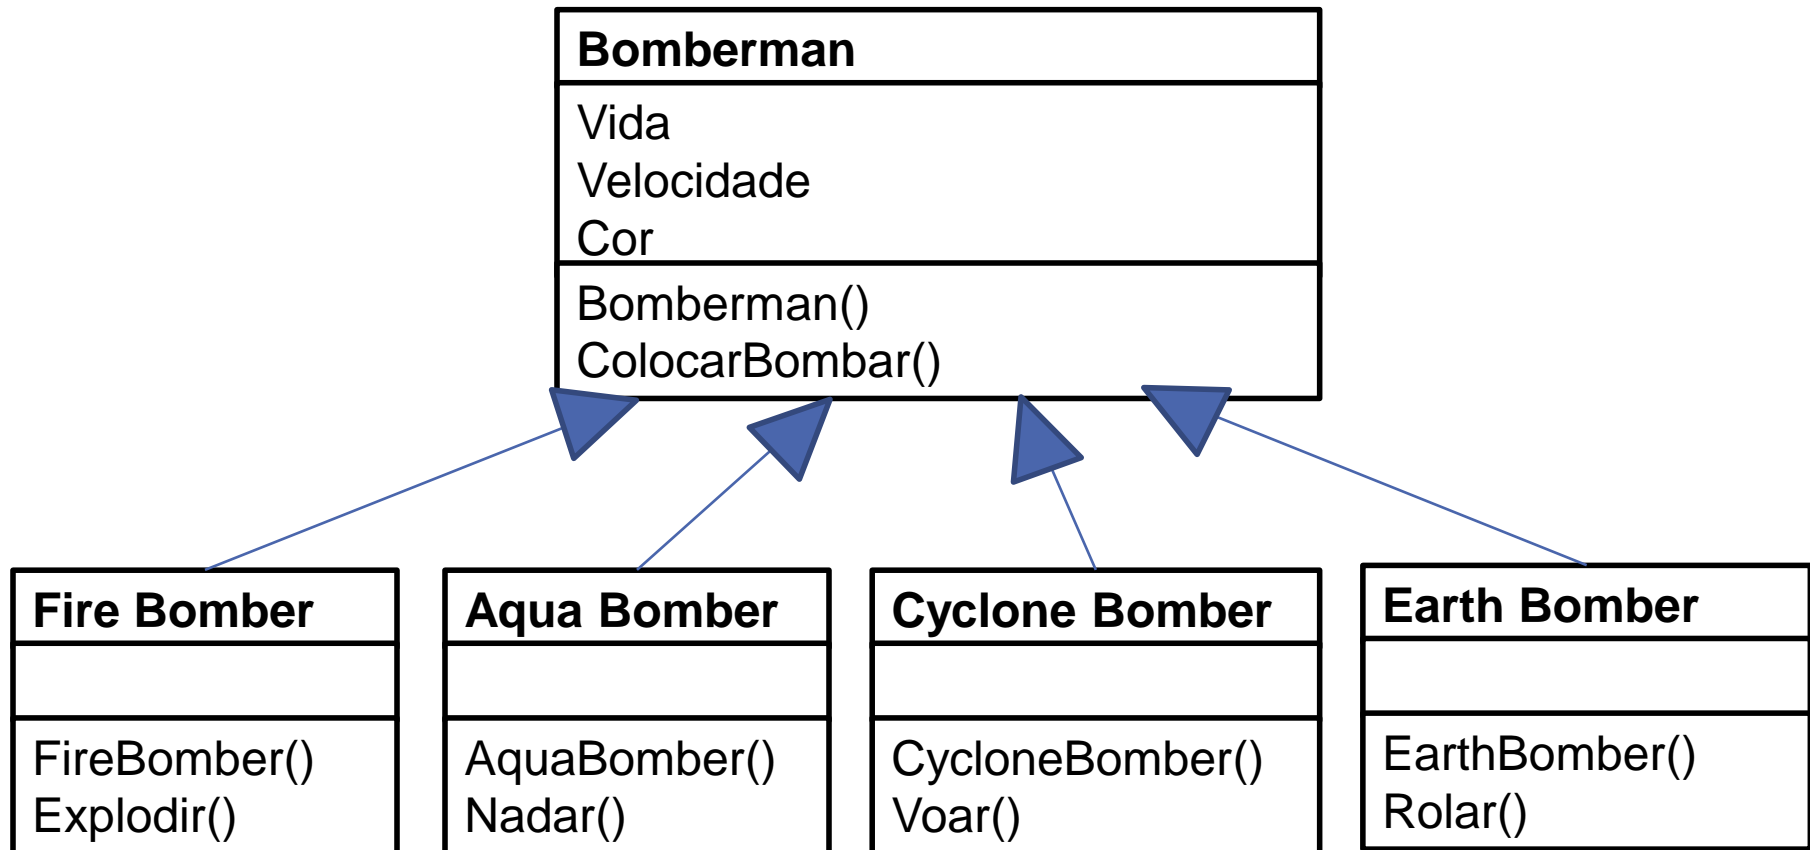 Bomberman
Vida
Velocidade
Cor
Bomberman()
ColocarBombar()
Fire Bomber
FireBomber()
Explodir()
Aqua Bomber
AquaBomber()
Nadar()
Cyclone Bomber
CycloneBomber()
Voar()
Earth Bomber
EarthBomber()
Rolar()